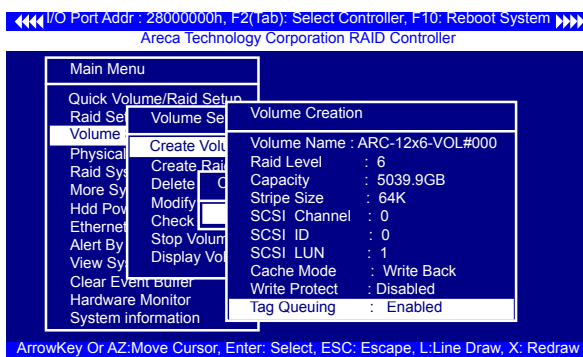 I/O Port Addr : 28000000h, F2(Tab): Select Controller, F10: Reboot System
Areca Technology Corporation RAID Controller
Main Menu
Quick Volume/Raid Setup
Raid Set
Volume
Physical
Raid Sys
More Sy
Hdd Pow
Ethernet
Alert By
View Sy
Clear Event Buffer
Hardware Monitor
System information
Volume Se
Create Volu
Create Rai
Delete
Modify
Check
Stop Volum
Display Vol
C
Volume Creation
Volume Name : ARC-12x6-VOL#000
Raid Level : 6
Capacity : 5039.9GB
Stripe Size : 64K
SCSI Channel : 0
SCSI ID : 0
SCSI LUN : 1
Cache Mode : Write Back
Write Protect : Disabled
Tag Queuing : Enabled
ArrowKey Or AZ:Move Cursor, Enter: Select, ESC: Escape, L:Line Draw, X: Redraw